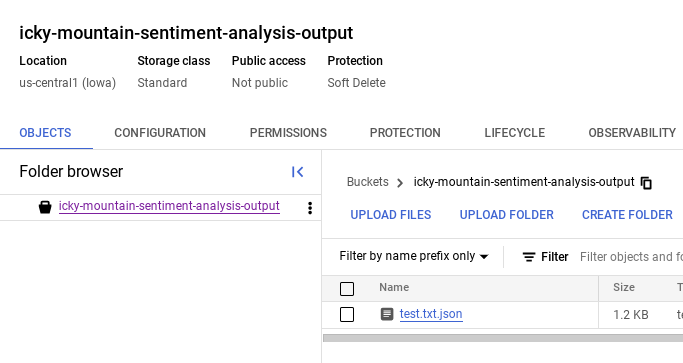 icky-mountain-sentiment-analysis-output
Location Storage class Public access Protection
us-central1 (Iowa) Standard Not public Soft Delete
OBJECTS CONFIGURATION PERMISSIONS PROTECTION LIFECYCLE OBSERVABILITY
Folder browser
icky-mountain-sentiment-analysis-output
Buckets > icky-mountain-sentiment-analysis-output
UPLOAD FILES UPLOAD FOLDER CREATE FOLDER
Filter by name prefix only Filter Filter objects and
Name Size
test.txt.json 1.2 KB